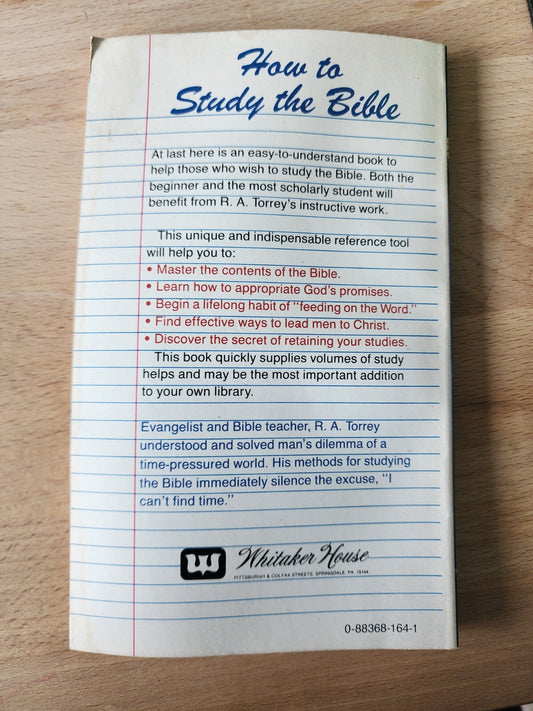 How to
Study the Bible
At last here is an easy-to-understand book to
help those who wish to study the Bible. Both the
beginner and the most scholarly student will
benefit from R. A. Torrey's instructive work.
This unique and indispensable reference tool
will help you to:
• Master the contents of the Bible.
• Learn how to appropriate God's promises.
• Begin a lifelong habit of "feeding on the Word."
• Find effective ways to lead men to Christ.
• Discover the secret of retaining your studies.
This book quickly supplies volumes of study
helps and may be the most important addition
to your own library.
Evangelist and Bible teacher, R. A. Torrey
understood and solved man's dilemma of a
time-pressured world. His methods for studying
the Bible immediately silence the excuse, "I
can't find time."
Whitaker House
PITTSBURGH & COLFAX STREETS, SPRINGDALE, PA. 15144
0-88368-164-1